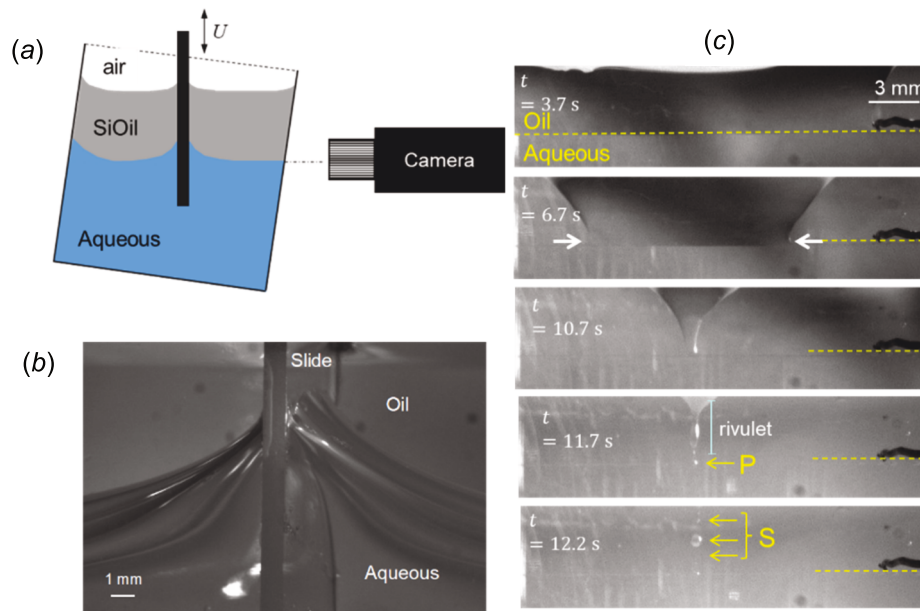 (a)
U
air
SiOil
Aqueous
Camera
(b)
Slide
Oil
Aqueous
1 mm
(c)
t
= 3.7 s
3 mm
Oil
Aqueous
t
= 6.7 s
t
= 10.7 s
t
= 11.7 s
rivulet
P
t
= 12.2 s
S